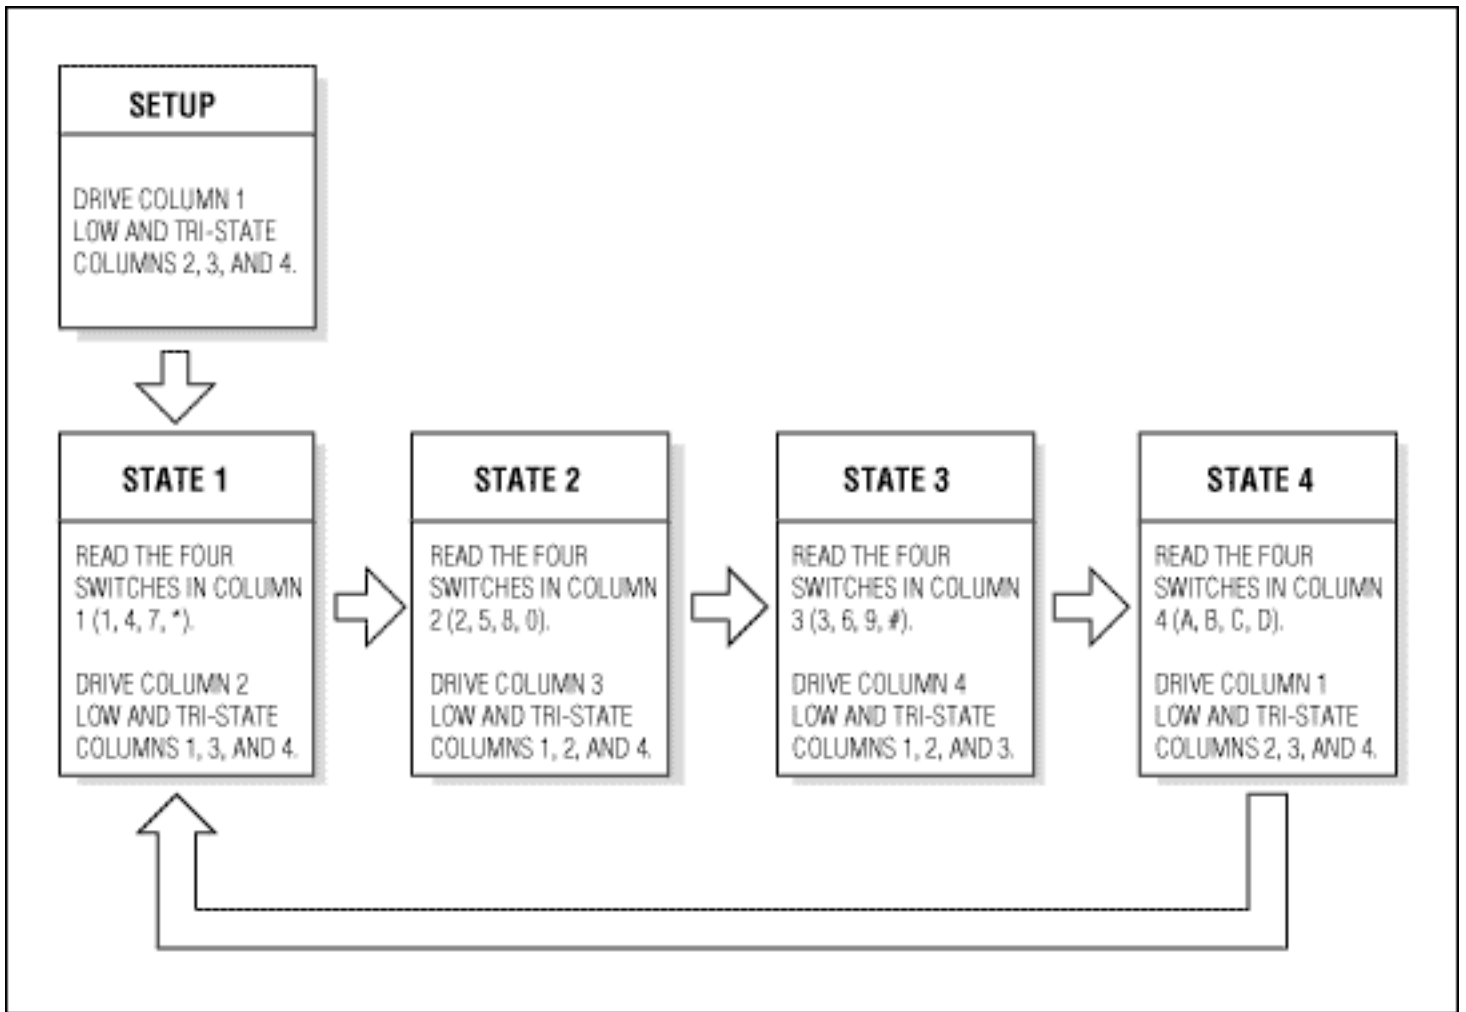 SETUP
DRIVE COLUMN 1
LOW AND TRI-STATE
COLUMNS 2, 3, AND 4.
STATE 1
READ THE FOUR
SWITCHES IN COLUMN
1 (1, 4, 7, *).
DRIVE COLUMN 2
LOW AND TRI-STATE
COLUMNS 1, 3, AND 4.
STATE 2
READ THE FOUR
SWITCHES IN COLUMN
2 (2, 5, 8, 0).
DRIVE COLUMN 3
LOW AND TRI-STATE
COLUMNS 1, 2, AND 4.
STATE 3
READ THE FOUR
SWITCHES IN COLUMN
3 (3, 6, 9, #).
DRIVE COLUMN 4
LOW AND TRI-STATE
COLUMNS 1, 2, AND 3.
STATE 4
READ THE FOUR
SWITCHES IN COLUMN
4 (A, B, C, D).
DRIVE COLUMN 1
LOW AND TRI-STATE
COLUMNS 2, 3, AND 4.